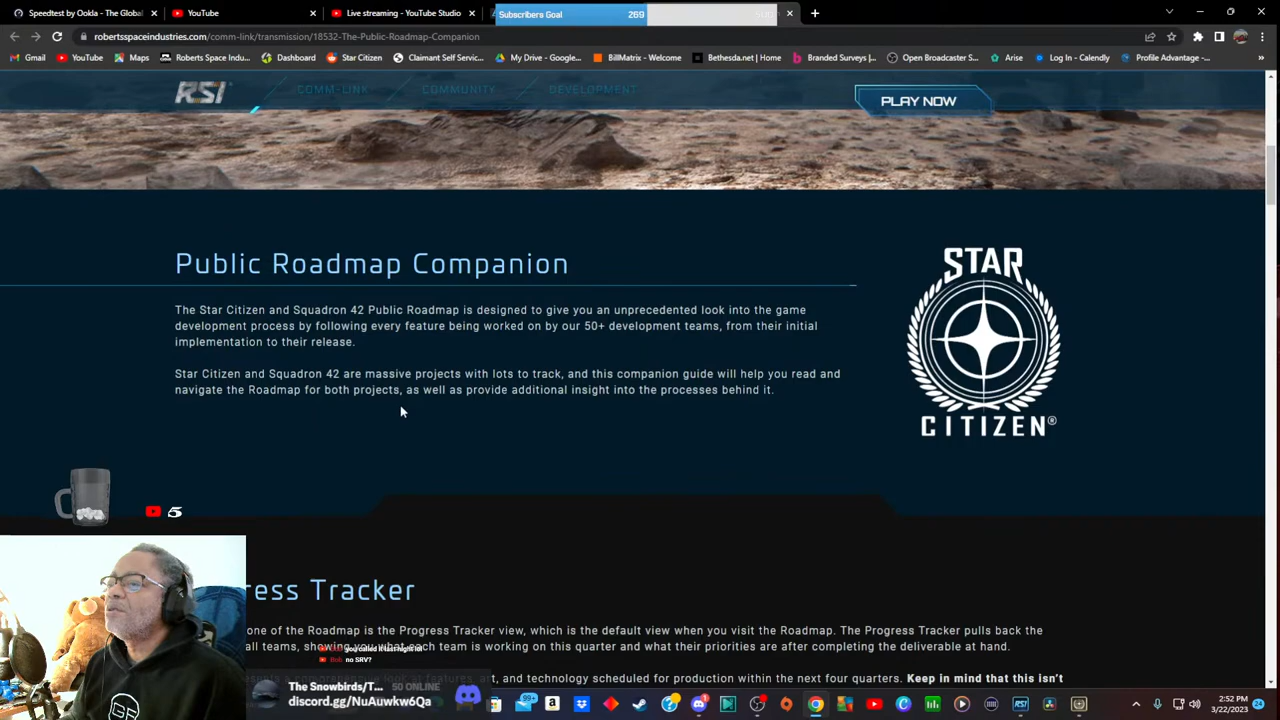 Speedtest by Ookla - The Global
YouTube
Live streaming - YouTube Studio
Subscribers Goal 269
robertsspaceindustries.com/comm-link/transmission/18532-The-Public-Roadmap-Companion
Gmail YouTube Maps Roberts Space Indu... Dashboard Star Citizen Claimant Self Servic... My Drive - Google... BillMatrix - Welcome Bethesda.net | Home Branded Surveys |... Open Broadcaster S... Arise Log In - Calendly Profile Advantage -... »
RSI COMM-LINK COMMUNITY DEVELOPMENT PLAY NOW
Public Roadmap Companion
The Star Citizen and Squadron 42 Public Roadmap is designed to give you an unprecedented look into the game
development process by following every feature being worked on by our 50+ development teams, from their initial
implementation to their release.
Star Citizen and Squadron 42 are massive projects with lots to track, and this companion guide will help you read and
navigate the Roadmap for both projects, as well as provide additional insight into the processes behind it.
STAR
CITIZEN®
5
ress Tracker
one of the Roadmap is the Progress Tracker view, which is the default view when you visit the Roadmap. The Progress Tracker pulls back the
all teams, what each team is working on this quarter and what their priorities are after completing the deliverable at hand.
Bob no SRV?
art, and technology scheduled for production within the next four quarters. Keep in mind that this isn't
The Snowbirds/T... 50 ONLINE
discord.gg/NuAuwkw6Qa
99+
2:52 PM
3/22/2023
24